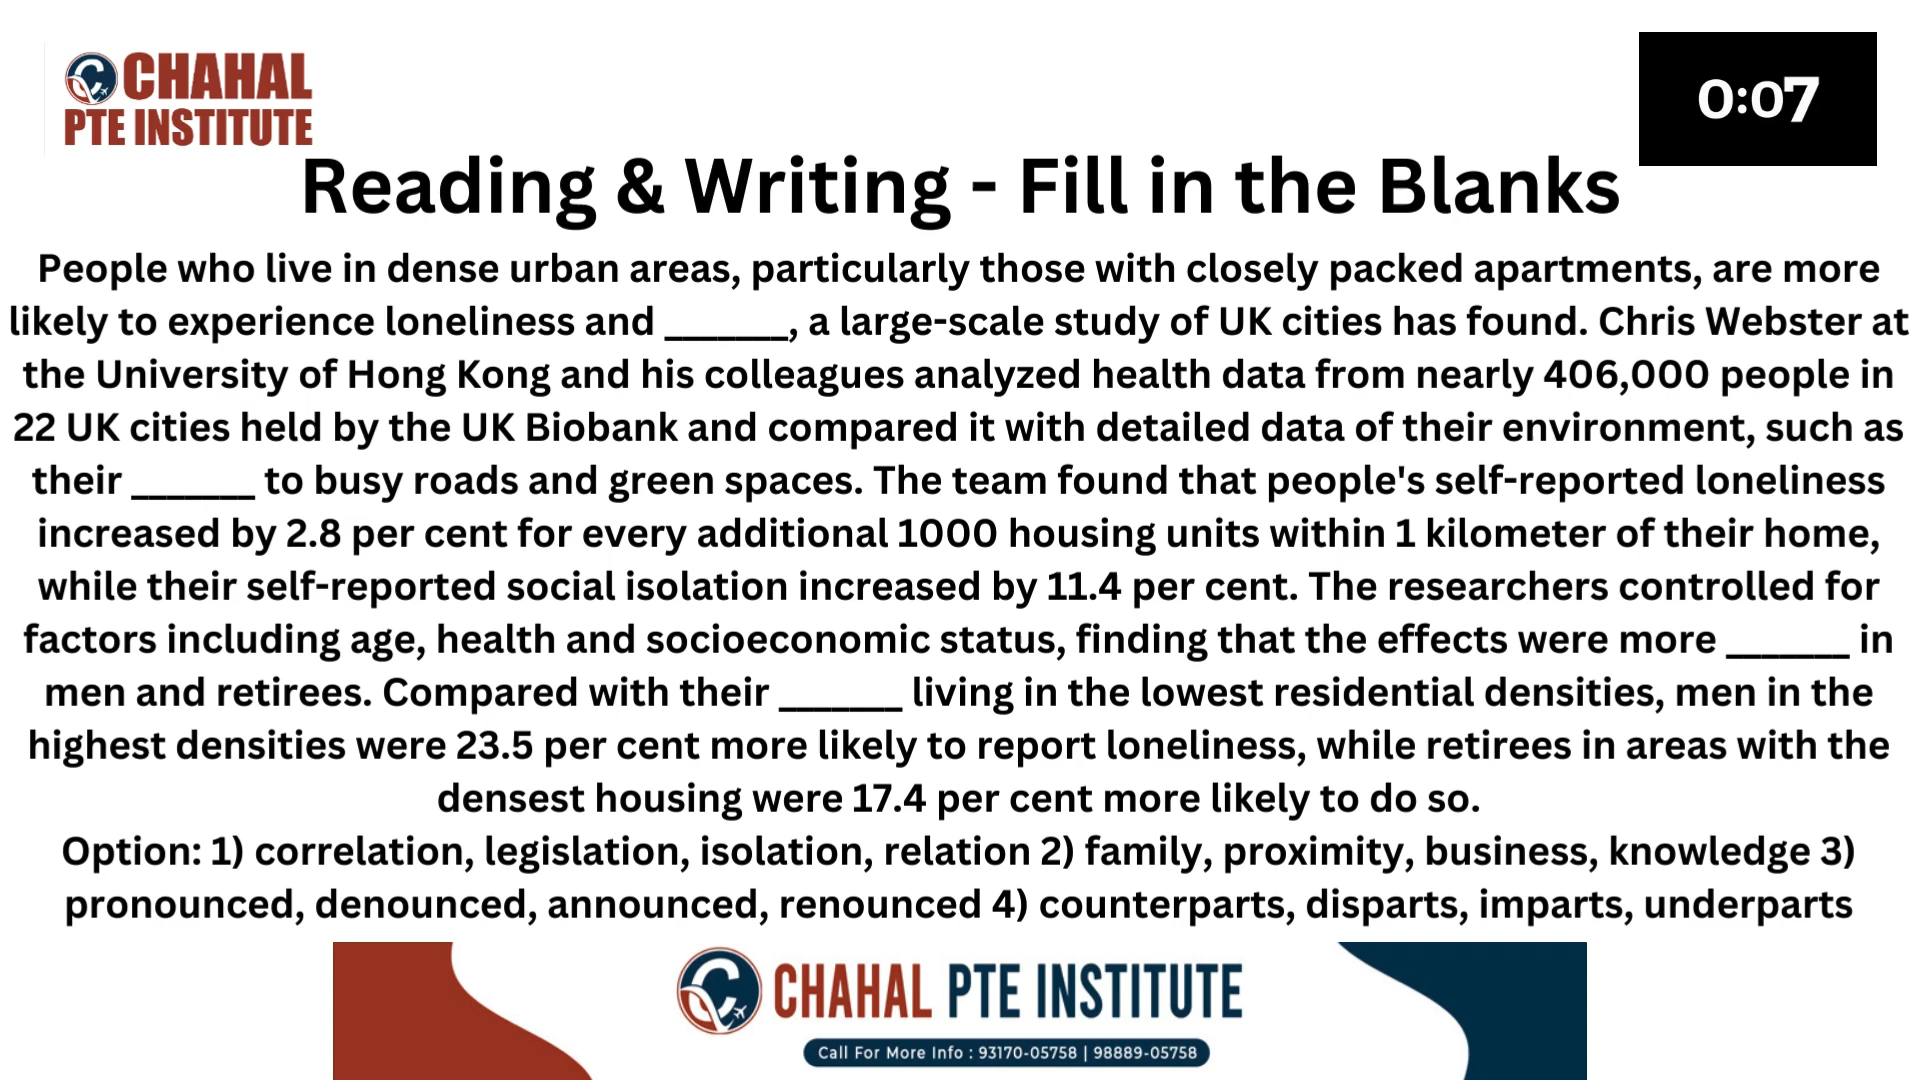 CHAHAL
PTE INSTITUTE
0:07
Reading & Writing - Fill in the Blanks
People who live in dense urban areas, particularly those with closely packed apartments, are more
likely to experience loneliness and ______, a large-scale study of UK cities has found. Chris Webster at
the University of Hong Kong and his colleagues analyzed health data from nearly 406,000 people in
22 UK cities held by the UK Biobank and compared it with detailed data of their environment, such as
their ______ to busy roads and green spaces. The team found that people's self-reported loneliness
increased by 2.8 per cent for every additional 1000 housing units within 1 kilometer of their home,
while their self-reported social isolation increased by 11.4 per cent. The researchers controlled for
factors including age, health and socioeconomic status, finding that the effects were more ______ in
men and retirees. Compared with their ______ living in the lowest residential densities, men in the
highest densities were 23.5 per cent more likely to report loneliness, while retirees in areas with the
densest housing were 17.4 per cent more likely to do so.
Option: 1) correlation, legislation, isolation, relation 2) family, proximity, business, knowledge 3)
pronounced, denounced, announced, renounced 4) counterparts, disparts, imparts, underparts
CHAHAL PTE INSTITUTE
Call For More Info : 93170-05758 | 98889-05758